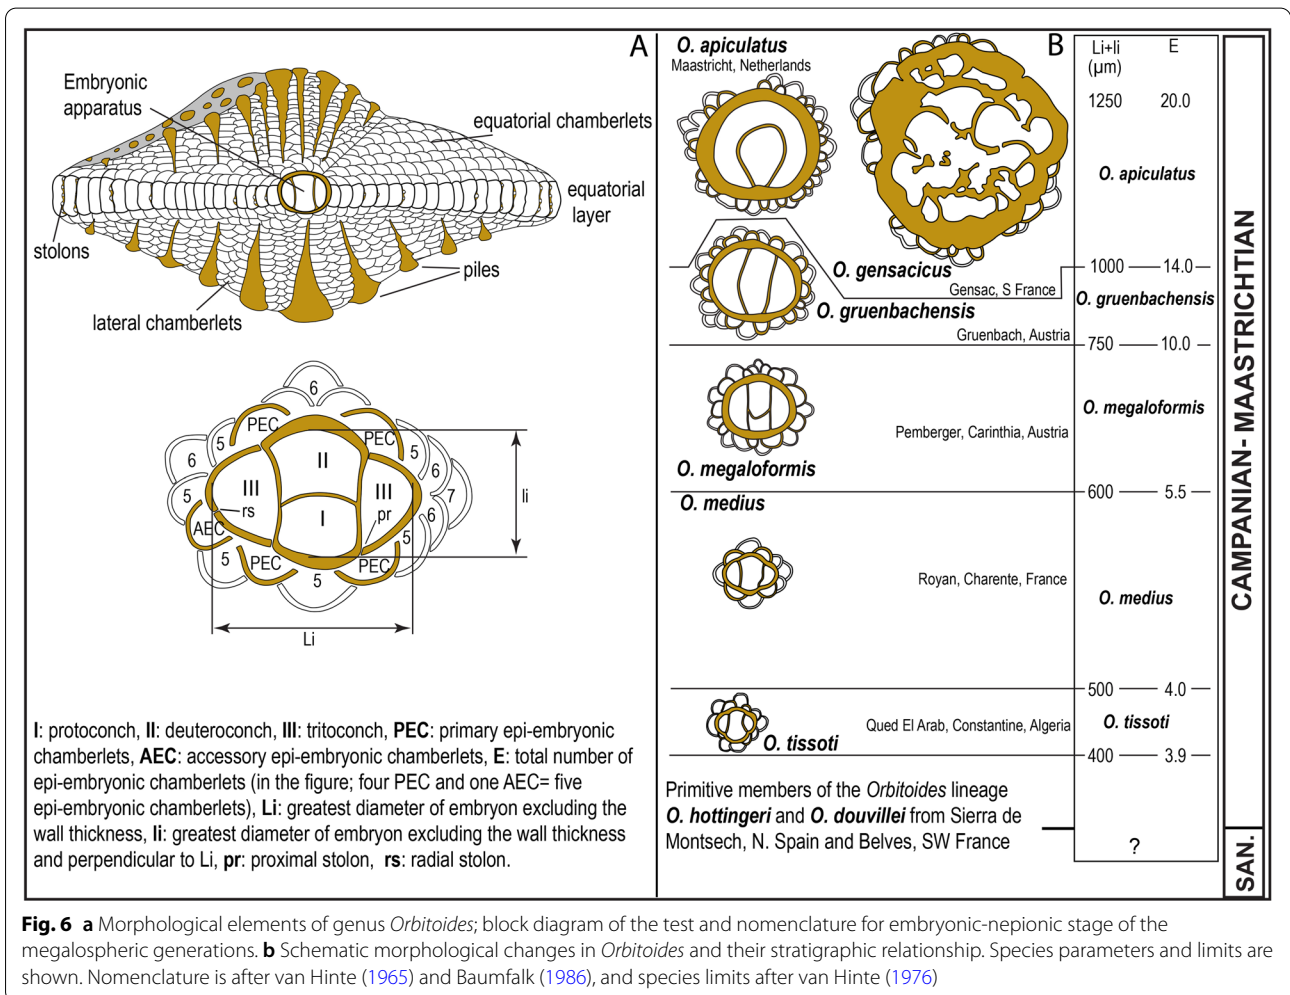 A
Embryonic
apparatus
equatorial chamberlets
equatorial
layer
stolons
piles
lateral chamberlets
6
PEC
PEC
5
5
6
6
II
III
III
5
7
rs
I
pr
6
AEC
5
5
PEC
PEC
5
li
Li
I: protoconch, II: deuteroconch, III: tritoconch, PEC: primary epi-embryonic
chamberlets, AEC: accessory epi-embryonic chamberlets, E: total number of
epi-embryonic chamberlets (in the figure; four PEC and one AEC= five
epi-embryonic chamberlets), Li: greatest diameter of embryon excluding the
wall thickness, li: greatest diameter of embryon excluding the wall thickness
and perpendicular to Li, pr: proximal stolon, rs: radial stolon.
B
O. apiculatus
Maastricht, Netherlands
O. gensacicus
Gensac, S France
O. gruenbachensis
Gruenbach, Austria
Pemberger, Carinthia, Austria
O. megaloformis
O. medius
Royan, Charente, France
Qued El Arab, Constantine, Algeria
O. tissoti
Primitive members of the Orbitoides lineage
O. hottingeri and O. douvillei from Sierra de
Montsech, N. Spain and Belves, SW France
Li+li E
(µm)
1250 20.0
O. apiculatus
1000 14.0
O. gruenbachensis
750 10.0
O. megaloformis
600 5.5
O. medius
500 4.0
O. tissoti
400 3.9
?
CAMPANIAN- MAASTRICHTIAN
SAN.
Fig. 6 a Morphological elements of genus Orbitoides; block diagram of the test and nomenclature for embryonic-nepionic stage of the
megalospheric generations. b Schematic morphological changes in Orbitoides and their stratigraphic relationship. Species parameters and limits are
shown. Nomenclature is after van Hinte (1965) and Baumfalk (1986), and species limits after van Hinte (1976)